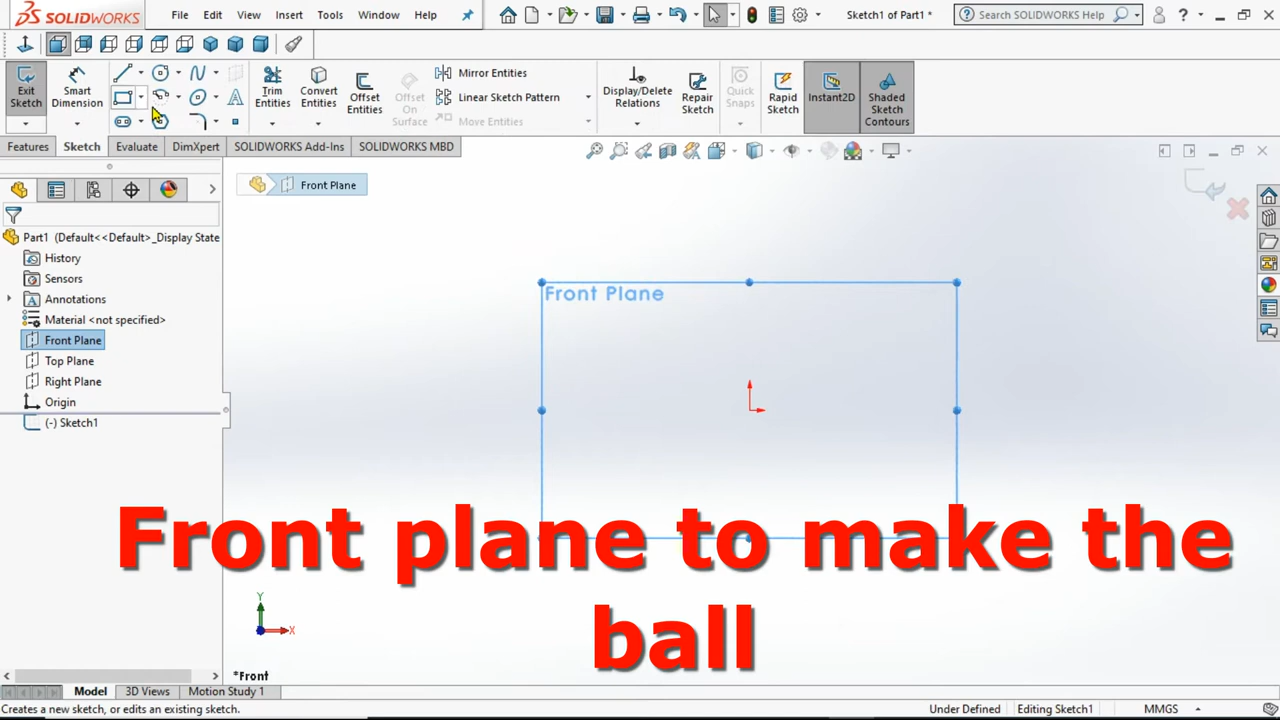 SOLIDWORKS
File Edit View Insert Tools Window Help
Sketch1 of Part1 *
Search SOLIDWORKS Help
?
Exit Sketch
Smart Dimension
Trim Entities
Convert Entities
Offset Entities
Offset On Surface
Mirror Entities
Linear Sketch Pattern
Move Entities
Display/Delete Relations
Repair Sketch
Quick Snaps
Rapid Sketch
Instant2D
Shaded Sketch Contours
Features Sketch Evaluate DimXpert SOLIDWORKS Add-Ins SOLIDWORKS MBD
Front Plane
Part1 (Default<<Default>_Display State
History
Sensors
Annotations
Material <not specified>
Front Plane
Top Plane
Right Plane
Origin
(-) Sketch1
Front Plane
Front plane to make the
ball
Y
X
*Front
Model 3D Views Motion Study 1
Creates a new sketch, or edits an existing sketch.
Under Defined Editing Sketch1 MMGS